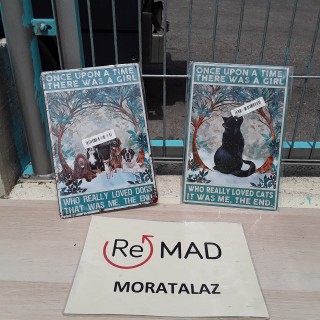 ONCE UPON A TIME
THERE WAS A GIRL
WHO REALLY LOVED DOGS
THAT WAS ME, THE END
ONCE UPON A TIME
THERE WAS A GIRL
WHO REALLY LOVED CATS
IT WAS ME, THE END
Re MAD
MORATALAZ